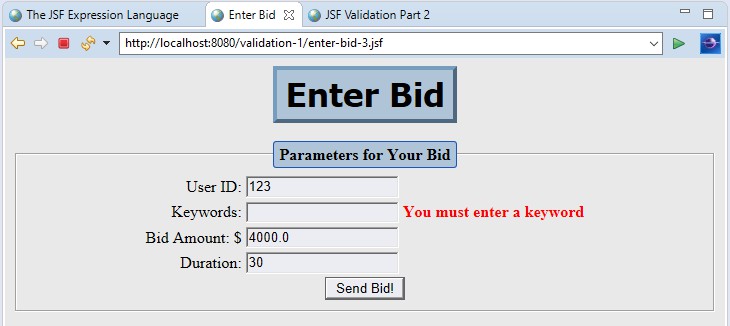 The JSF Expression Language Enter Bid JSF Validation Part 2
http://localhost:8080/validation-1/enter-bid-3.jsf
Enter Bid
Parameters for Your Bid
User ID: 123
Keywords: You must enter a keyword
Bid Amount: $ 4000.0
Duration: 30
Send Bid!